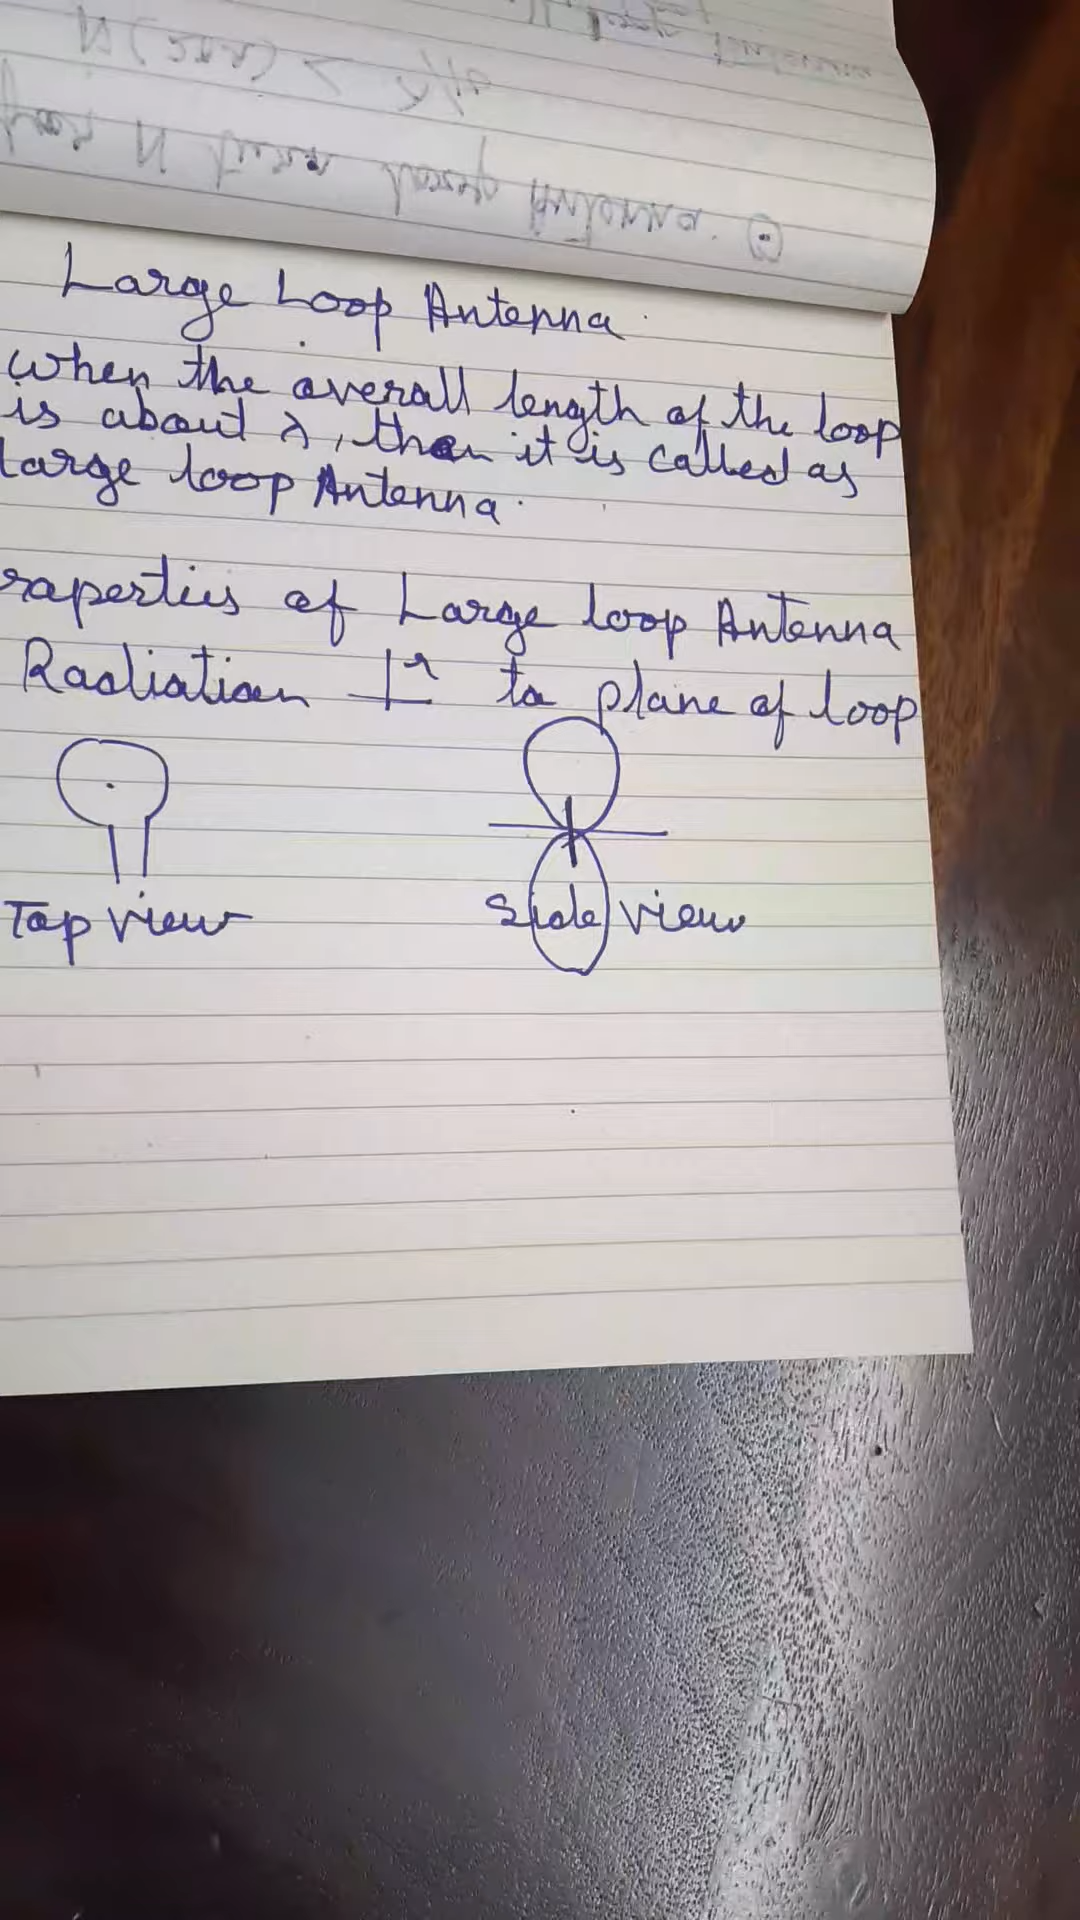 Large Loop Antenna
when the overall length of the loop
is about λ, then it is called as
large loop Antenna.
raperties of Large loop Antenna
Radiation ⊥r to plane of loop
Top view
Side view